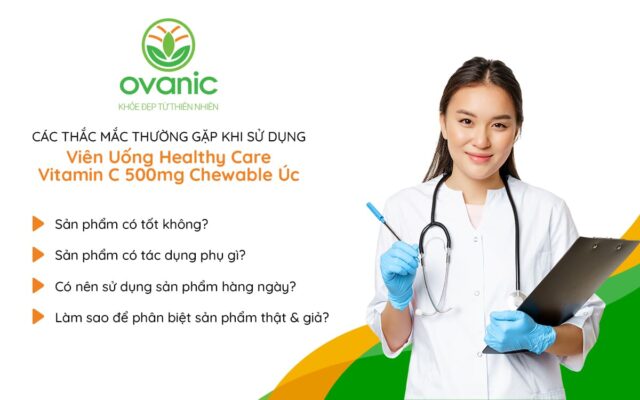 ovanic
KHỎE ĐẸP TỪ THIÊN NHIÊN
CÁC THẮC MẮC THƯỜNG GẶP KHI SỬ DỤNG
Viên Uống Healthy Care
Vitamin C 500mg Chewable Úc
Sản phẩm có tốt không?
Sản phẩm có tác dụng phụ gì?
Có nên sử dụng sản phẩm hàng ngày?
Làm sao để phân biệt sản phẩm thật & giả?